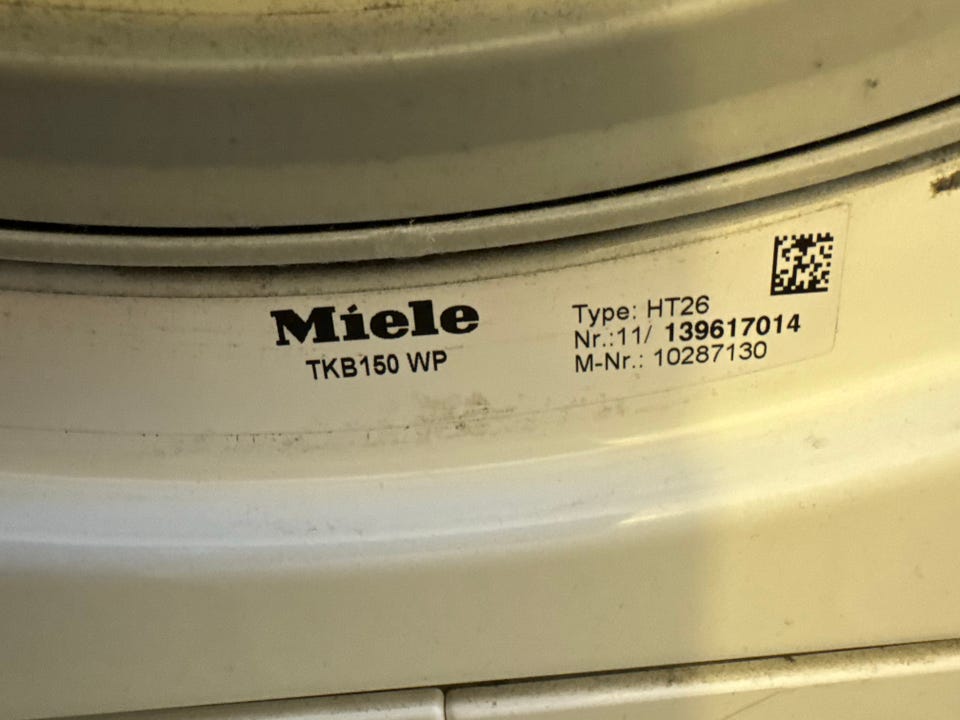 Miele
TKB150 WP
Type: HT26
Nr.:11/ 139617014
M-Nr.: 10287130